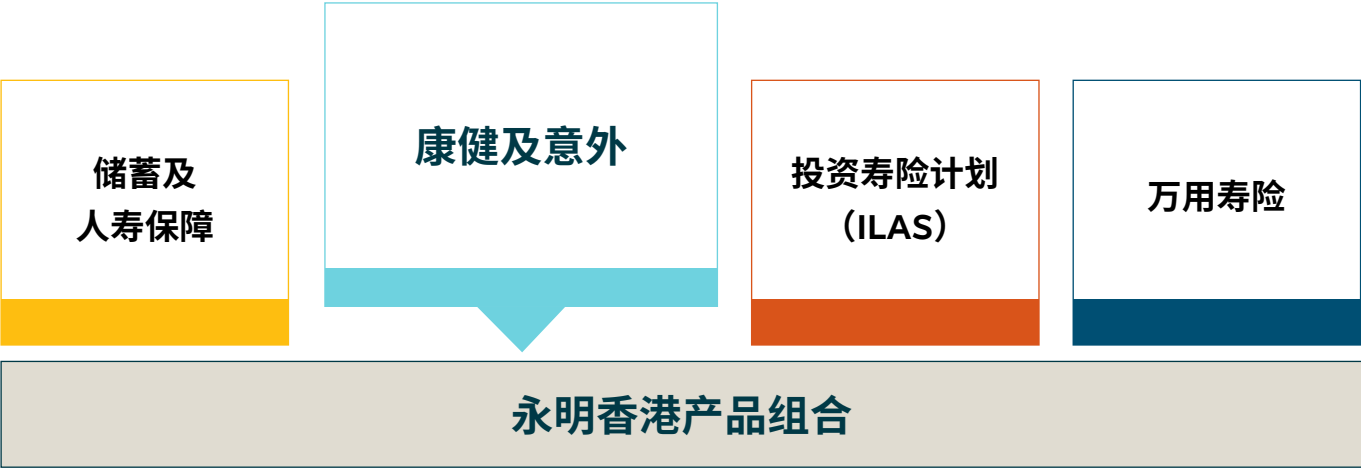 储蓄及
人寿保障
康健及意外
投资寿险计划
（ILAS）
万用寿险
永明香港产品组合